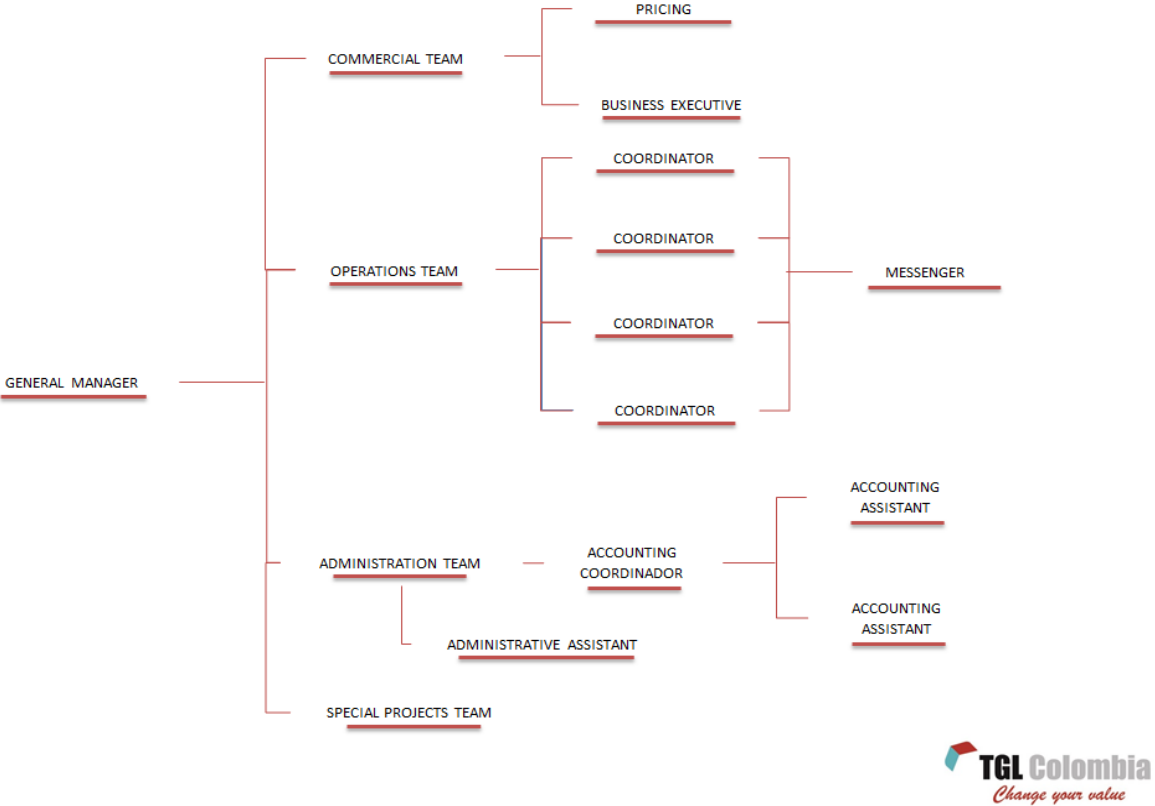 PRICING
COMMERCIAL TEAM
BUSINESS EXECUTIVE
COORDINATOR
COORDINATOR
OPERATIONS TEAM
MESSENGER
COORDINATOR
GENERAL MANAGER
COORDINATOR
ACCOUNTING
ASSISTANT
ADMINISTRATION TEAM
ACCOUNTING
COORDINADOR
ACCOUNTING
ASSISTANT
ADMINISTRATIVE ASSISTANT
SPECIAL PROJECTS TEAM
TGL Colombia
Change your value